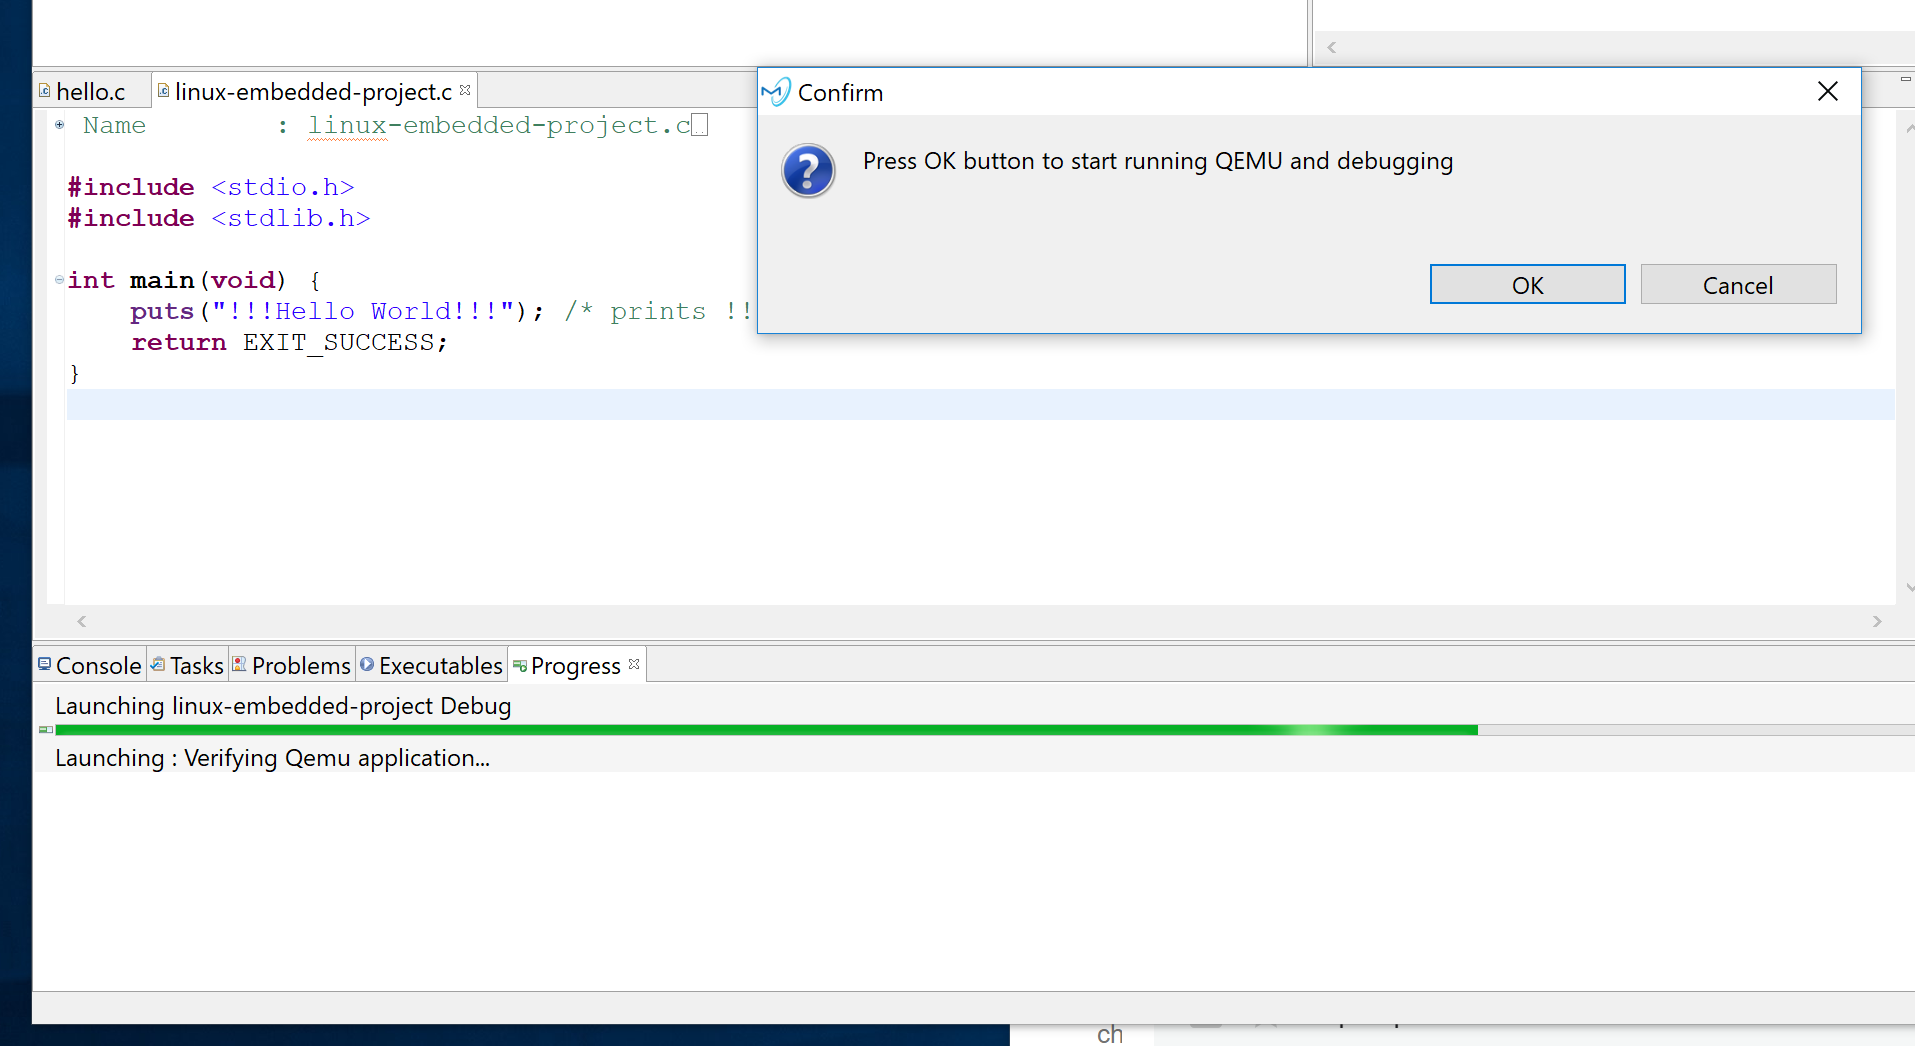 hello.c
linux-embedded-project.c
Confirm
Name : linux-embedded-project.c
Press OK button to start running QEMU and debugging
#include <stdio.h>
#include <stdlib.h>
int main(void) {
puts("!!!Hello World!!!"); /* prints !!
OK
Cancel
return EXIT_SUCCESS;
}
Console
Tasks
Problems
Executables
Progress
Launching linux-embedded-project Debug
Launching : Verifying Qemu application...
ch